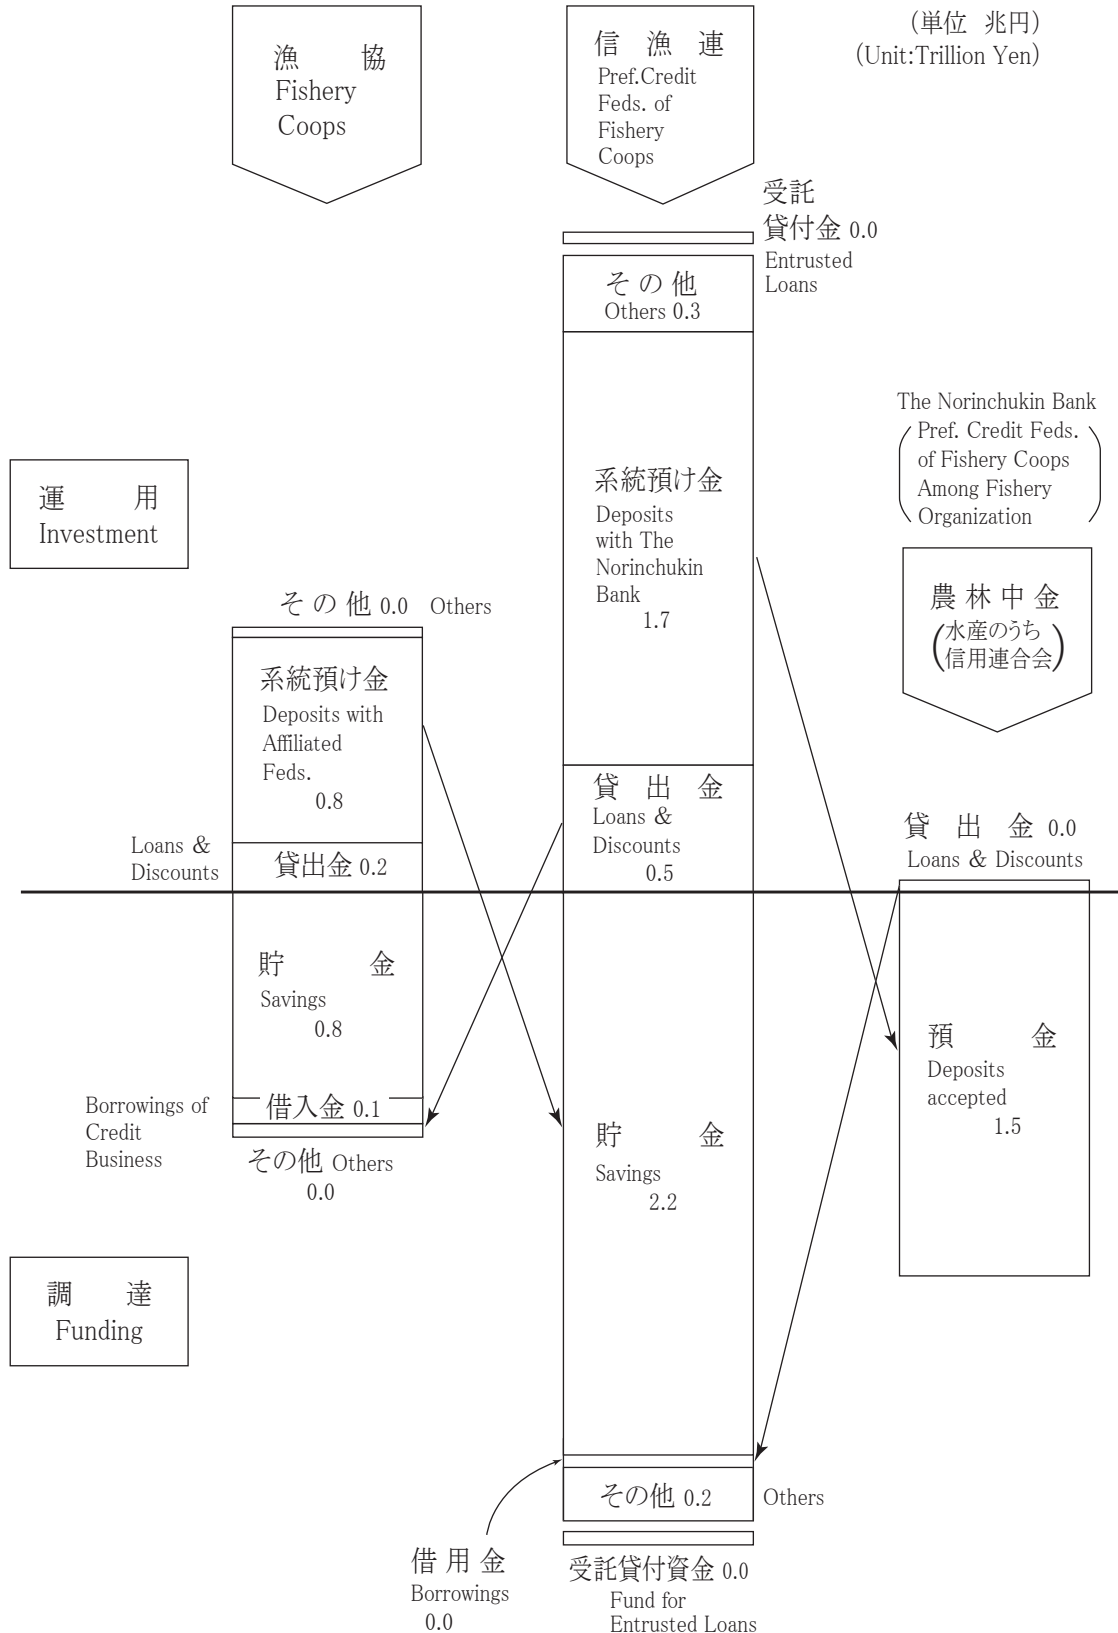 (単位 兆円)
(Unit:Trillion Yen)
漁 協
Fishery
Coops
信 漁 連
Pref.Credit
Feds. of
Fishery
Coops
受託
貸付金 0.0
Entrusted
Loans
その他
Others 0.3
系統預け金
Deposits
with The
Norinchukin
Bank
1.7
貸 出 金
Loans &
Discounts
0.5
The Norinchukin Bank
(Pref. Credit Feds.
of Fishery Coops
Among Fishery
Organization)
農林中金
(水産のうち
信用連合会)
運 用
Investment
その他 0.0 Others
系統預け金
Deposits with
Affiliated
Feds.
0.8
Loans &
Discounts
貸出金 0.2
貸 出 金 0.0
Loans & Discounts
貯 金
Savings
0.8
Borrowings of
Credit
Business
借入金 0.1
その他 Others
0.0
貯 金
Savings
2.2
預 金
Deposits
accepted
1.5
調 達
Funding
その他 0.2 Others
借用金
Borrowings
0.0
受託貸付資金 0.0
Fund for
Entrusted Loans